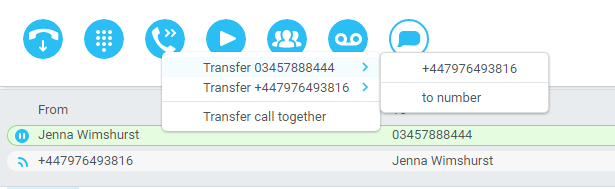 Transfer 03457888444
+447976493816
Transfer +447976493816
to number
Transfer call together
From
Jenna Wimshurst
03457888444
+447976493816
Jenna Wimshurst